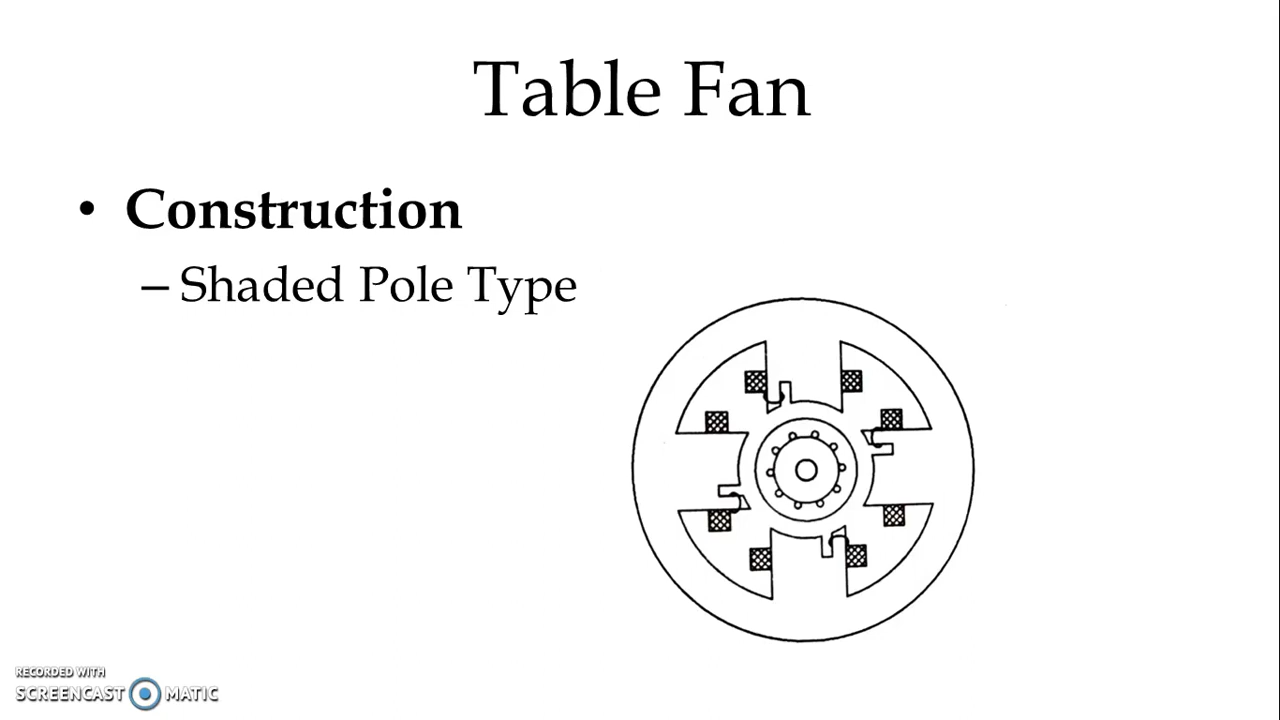 Table Fan
• Construction
– Shaded Pole Type
RECORDED WITH
SCREENCAST MATIC